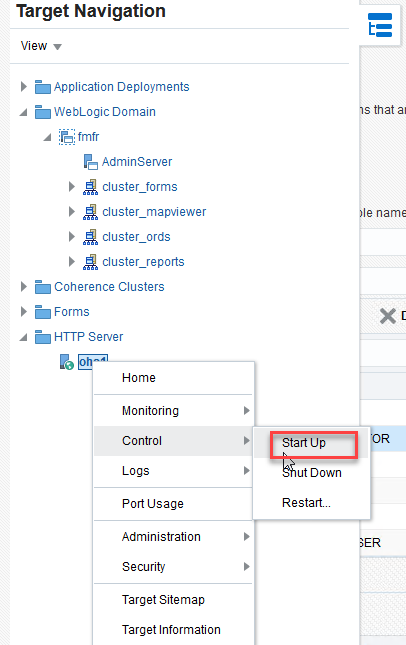 Target Navigation
View
Application Deployments
WebLogic Domain
fmfr
AdminServer
cluster_forms
cluster_mapviewer
cluster_ords
cluster_reports
Coherence Clusters
Forms
HTTP Server
ohs1
Home
Monitoring
Control
Logs
Port Usage
Administration
Security
Target Sitemap
Target Information
Start Up
Shut Down
Restart...
ns that ar
ole name
D
TOR
SER